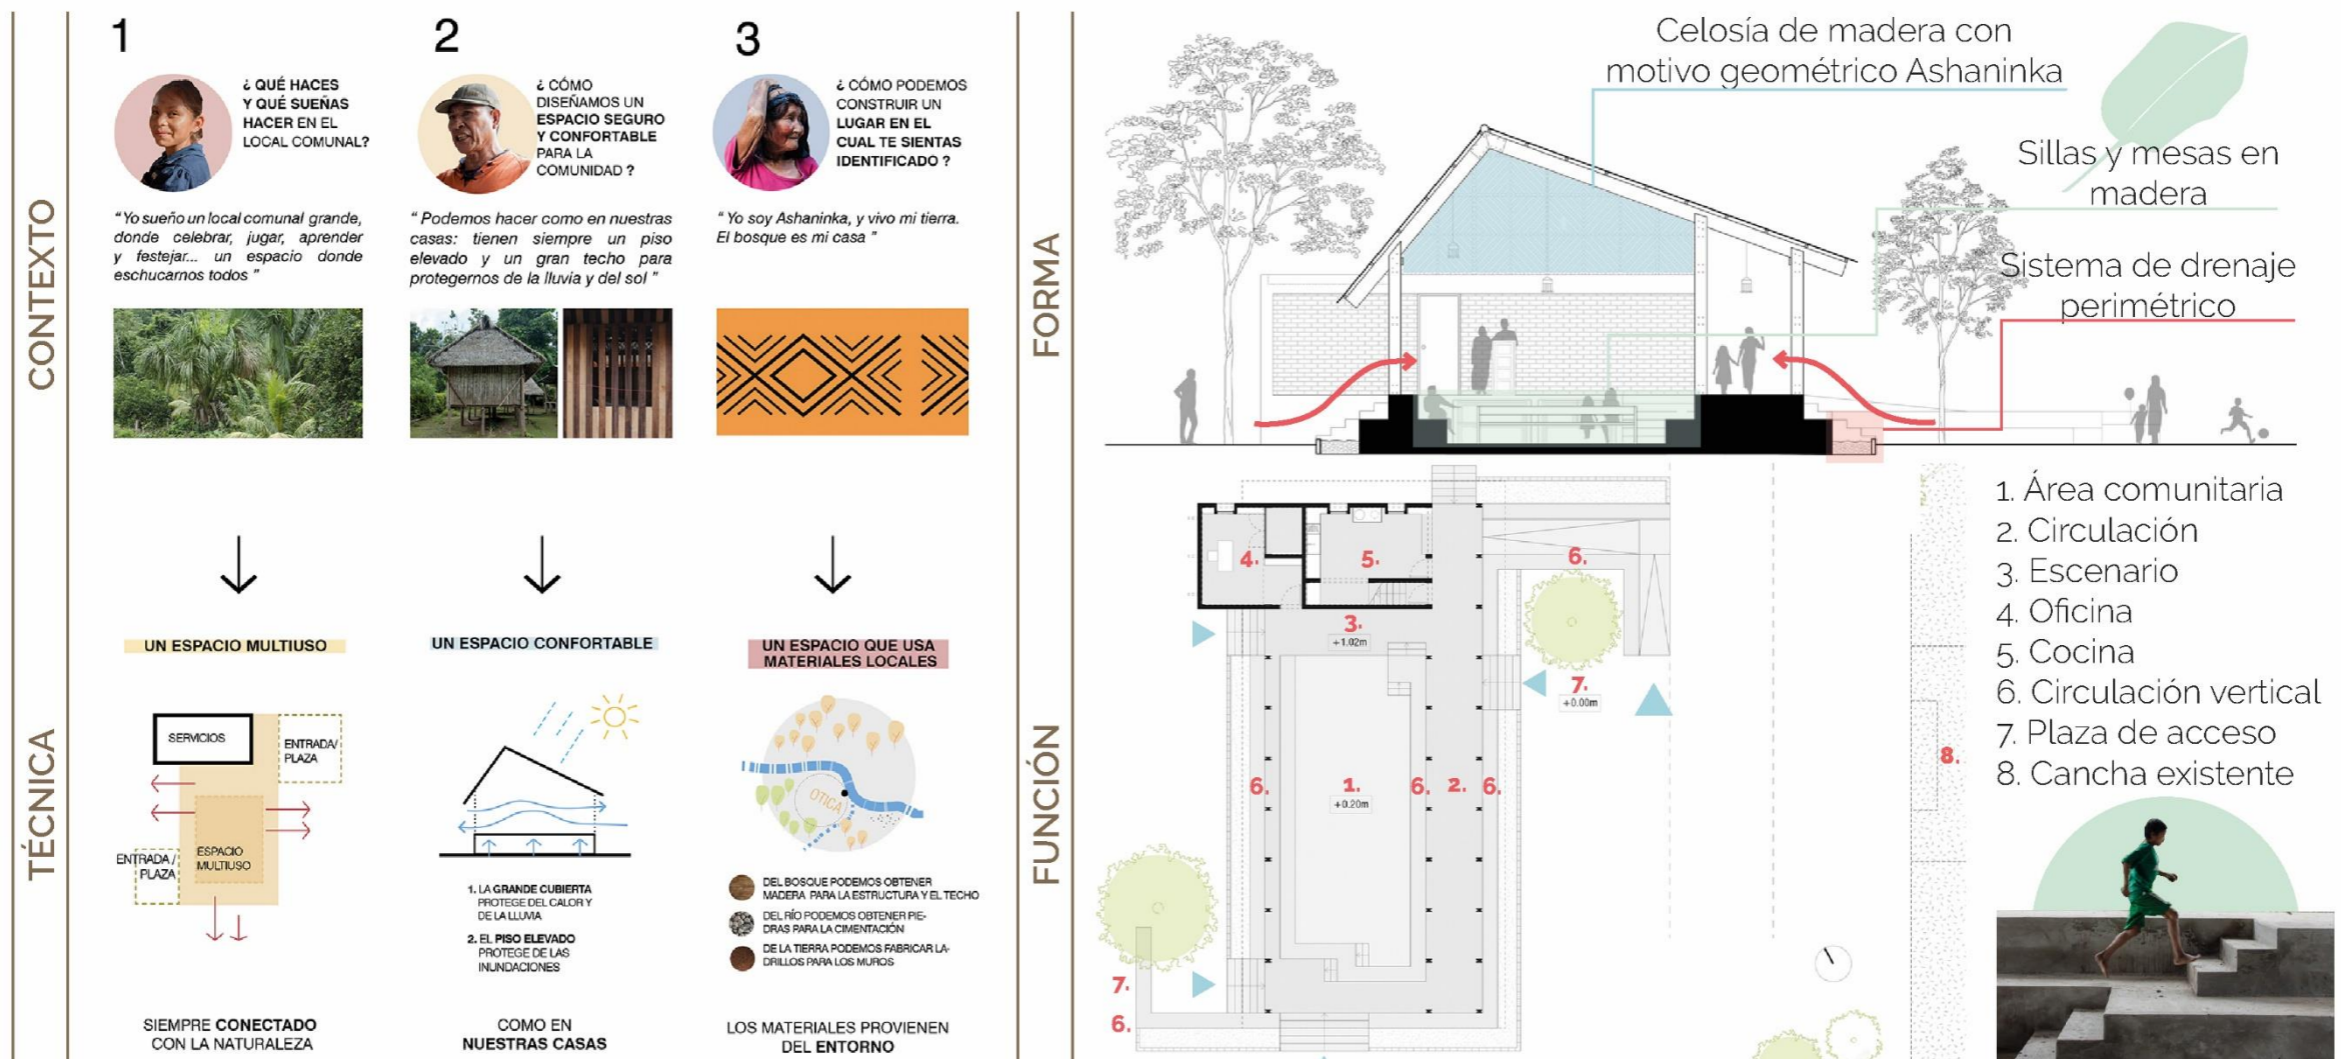 CONTEXTO
1
¿ QUÉ HACES
Y QUÉ SUEÑAS
HACER EN EL
LOCAL COMUNAL?
"Yo sueño un local comunal grande,
donde celebrar, jugar, aprender
y festejar... un espacio donde
eschucarnos todos "
2
¿ CÓMO
DISEÑAMOS UN
ESPACIO SEGURO
Y CONFORTABLE
PARA LA
COMUNIDAD ?
" Podemos hacer como en nuestras
casas: tienen siempre un piso
elevado y un gran techo para
protegernos de la lluvia y del sol "
3
¿ CÓMO PODEMOS
CONSTRUIR UN
LUGAR EN EL
CUAL TE SIENTAS
IDENTIFICADO ?
" Yo soy Ashaninka, y vivo mi tierra.
El bosque es mi casa "
TÉCNICA
UN ESPACIO MULTIUSO
SERVICIOS
ENTRADA/
PLAZA
ESPACIO
MULTIUSO
ENTRADA /
PLAZA
SIEMPRE CONECTADO
CON LA NATURALEZA
UN ESPACIO CONFORTABLE
1. LA GRANDE CUBIERTA
PROTEGE DEL CALOR Y
DE LA LLUVIA
2. EL PISO ELEVADO
PROTEGE DE LAS
INUNDACIONES
COMO EN
NUESTRAS CASAS
UN ESPACIO QUE USA
MATERIALES LOCALES
OTICA
DEL BOSQUE PODEMOS OBTENER
MADERA PARA LA ESTRUCTURA Y EL TECHO
DEL RÍO PODEMOS OBTENER PIE-
DRAS PARA LA CIMENTACIÓN
DE LA TIERRA PODEMOS FABRICAR LA-
DRILLOS PARA LOS MUROS
LOS MATERIALES PROVIENEN
DEL ENTORNO
FORMA
Celosía de madera con
motivo geométrico Ashaninka
Sillas y mesas en
madera
Sistema de drenaje
perimétrico
FUNCIÓN
4.
5.
6.
3.
+1.02m
7.
+0.00m
6.
1.
+0.20m
6.
2.
6.
8.
7.
6.
1. Área comunitaria
2. Circulación
3. Escenario
4. Oficina
5. Cocina
6. Circulación vertical
7. Plaza de acceso
8. Cancha existente